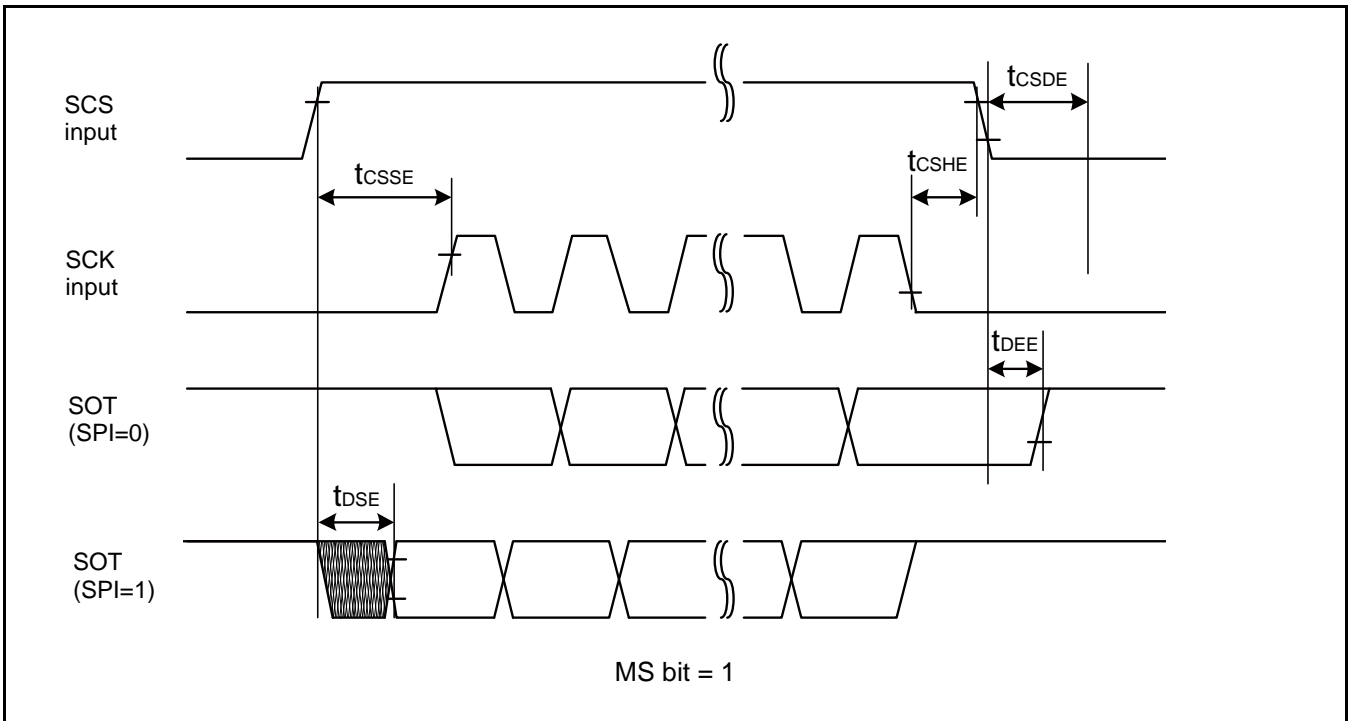 SCS
input
tCSDE
tCSSE
tCSHE
SCK
input
tDEE
SOT
(SPI=0)
tDSE
SOT
(SPI=1)
MS bit = 1